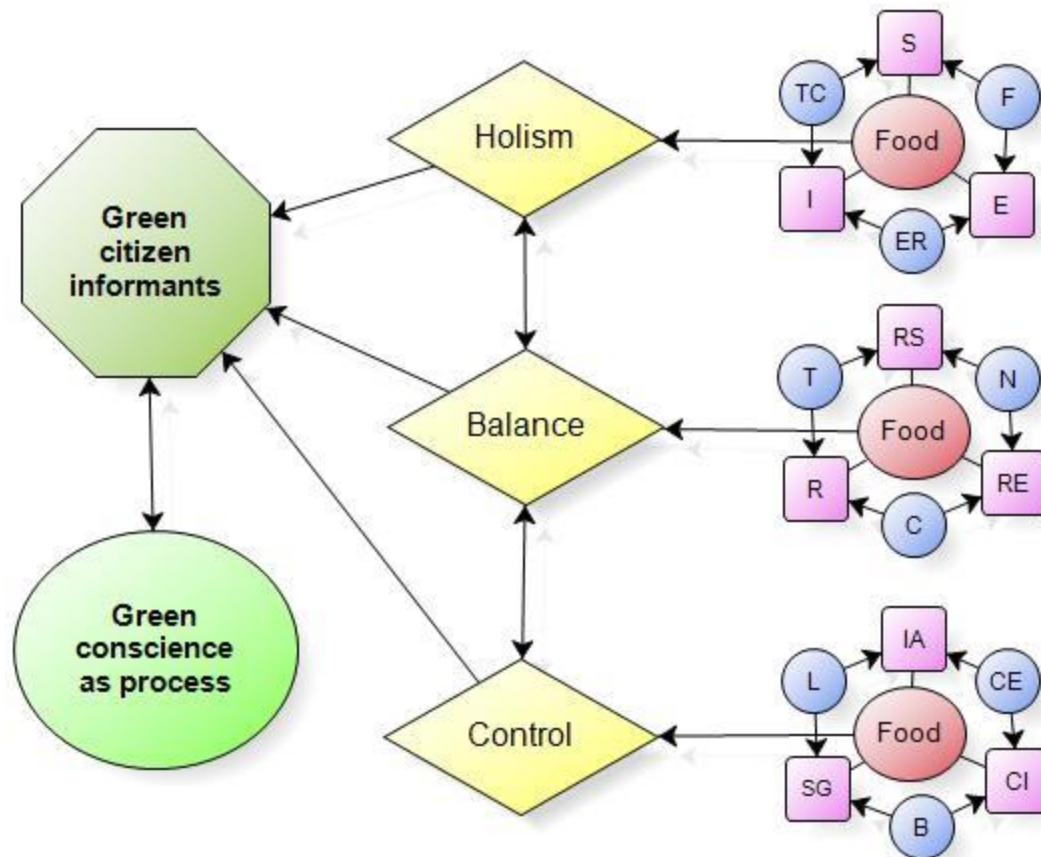 S
TC
F
Holism
Food
Green
citizen
informants
I
E
ER
RS
T
N
Balance
Food
R
RE
C
Green
conscience
as process
IA
L
CE
Control
Food
SG
CI
B